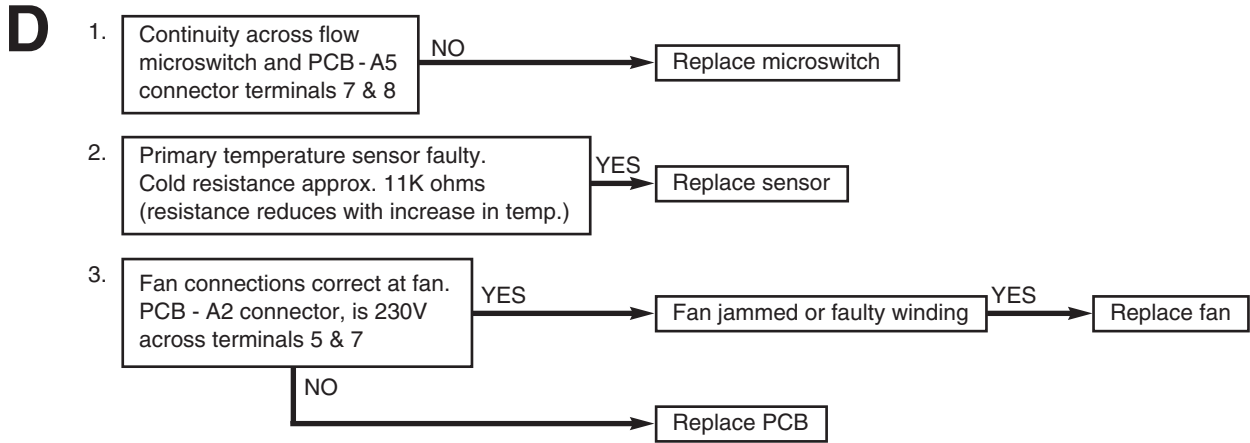 D
1.
Continuity across flow
microswitch and PCB - A5
connector terminals 7 & 8
NO
Replace microswitch
2.
Primary temperature sensor faulty.
Cold resistance approx. 11K ohms
(resistance reduces with increase in temp.)
YES
Replace sensor
3.
Fan connections correct at fan.
PCB - A2 connector, is 230V
across terminals 5 & 7
YES
Fan jammed or faulty winding
YES
Replace fan
NO
Replace PCB